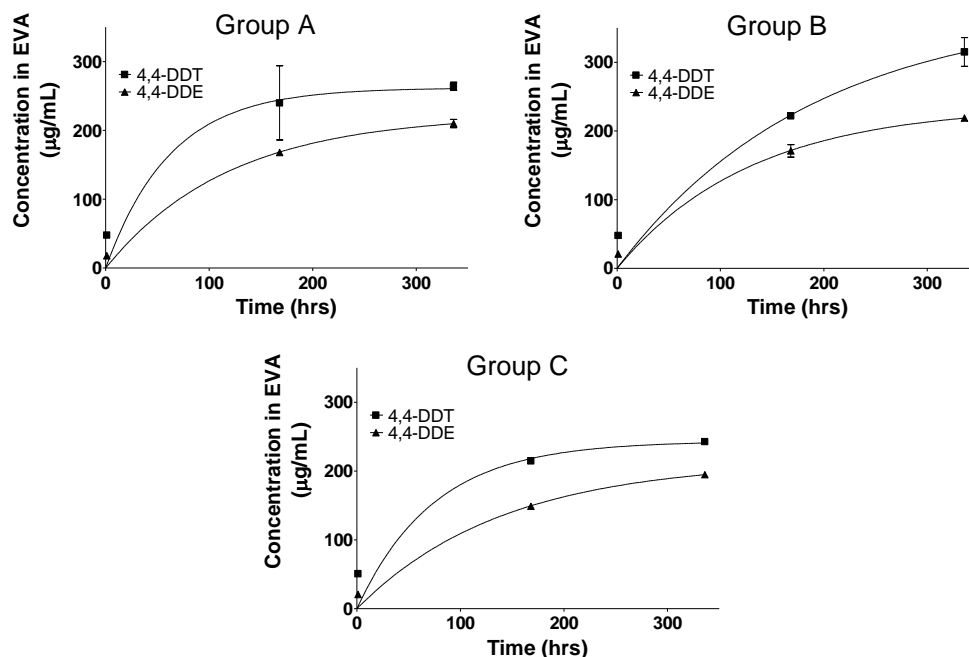 Group A
Concentration in EVA
(µg/mL)
300
200
100
0
4,4-DDT
4,4-DDE
0 100 200 300
Time (hrs)
Group B
Concentration in EVA
(µg/mL)
300
200
100
0
4,4-DDT
4,4-DDE
0 100 200 300
Time (hrs)
Group C
Concentration in EVA
(µg/mL)
300
200
100
0
4,4-DDT
4,4-DDE
0 100 200 300
Time (hrs)